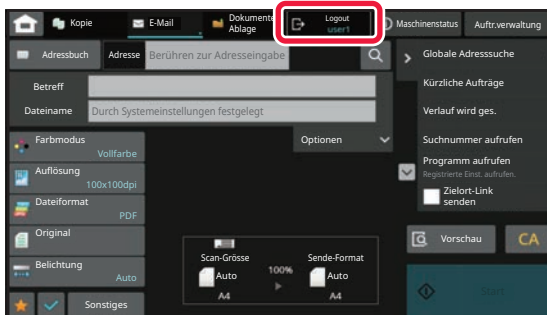 Kopie
E-Mail
Dokumente
Ablage
Logout
user1
Maschinenstatus
Auftr.verwaltung
Adressbuch
Adresse
Berühren zur Adresseingabe
Betreff
Dateiname
Durch Systemeinstellungen festgelegt
Farbmodus
Vollfarbe
Auflösung
100x100dpi
Dateiformat
PDF
Original
Belichtung
Auto
Sonstiges
Optionen
Scan-Grösse
Auto
A4
100%
Sende-Format
Auto
A4
Globale Adresssuche
Kürzliche Aufträge
Verlauf wird ges.
Suchnummer aufrufen
Programm aufrufen
Registrierte Einst. aufrufen.
Zielort-Link
senden
Vorschau
CA
Start